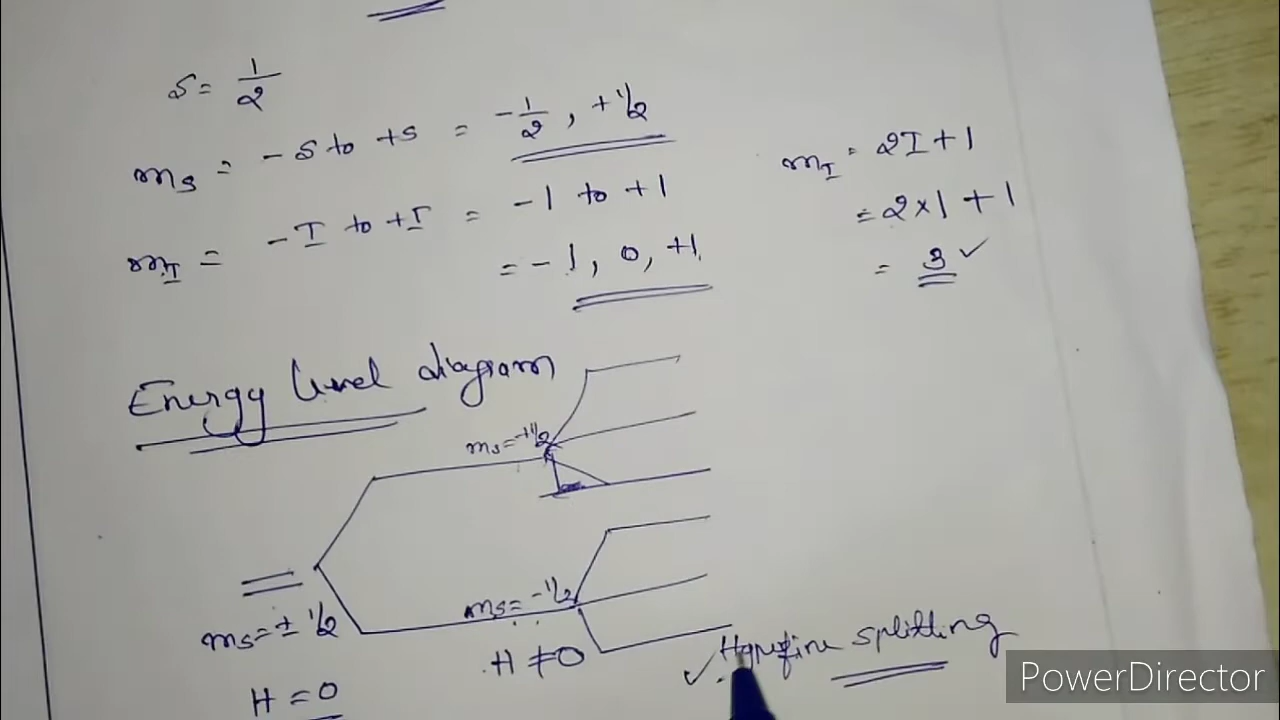 S = 1/2
mS = -S to +S = -1/2, +1/2
mI = -I to +I = -1 to +1
= -1, 0, +1
mI = 2I+1
= 2×1+1
= 3 ✓
Energy level diagram
ms=+1/2
ms=-1/2
ms=± 1/2
H ≠ 0
H = 0
✓ Hyperfine splitting
PowerDirector